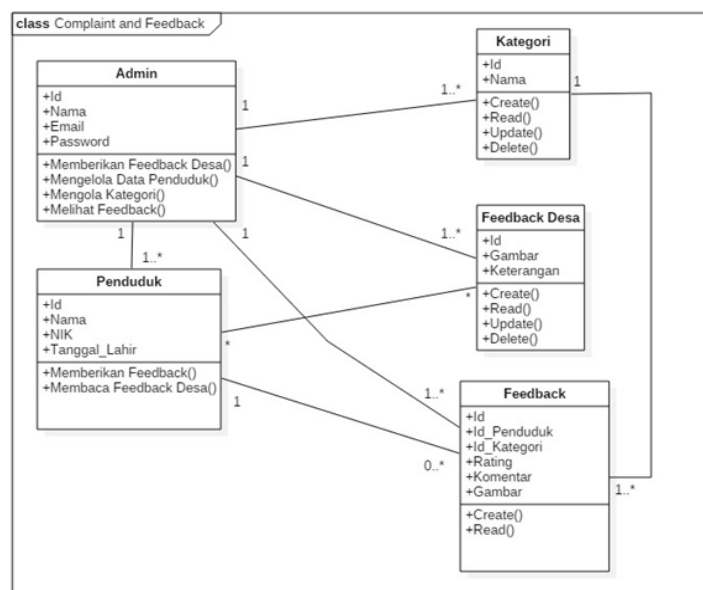 class Complaint and Feedback
Admin
+Id
+Nama
+Email
+Password
+Memberikan Feedback Desa()
+Mengelola Data Penduduk()
+Mengola Kategori()
+Melihat Feedback()
Kategori
+Id
+Nama
+Create()
+Read()
+Update()
+Delete()
1
1..*
1
1
1..*
1
1
1..*
Feedback Desa
+Id
+Gambar
+Keterangan
+Create()
+Read()
+Update()
+Delete()
Penduduk
+Id
+Nama
+NIK
+Tanggal_Lahir
+Memberikan Feedback()
+Membaca Feedback Desa()
*
*
1
1..*
0..*
1..*
Feedback
+Id
+Id_Penduduk
+Id_Kategori
+Rating
+Komentar
+Gambar
+Create()
+Read()